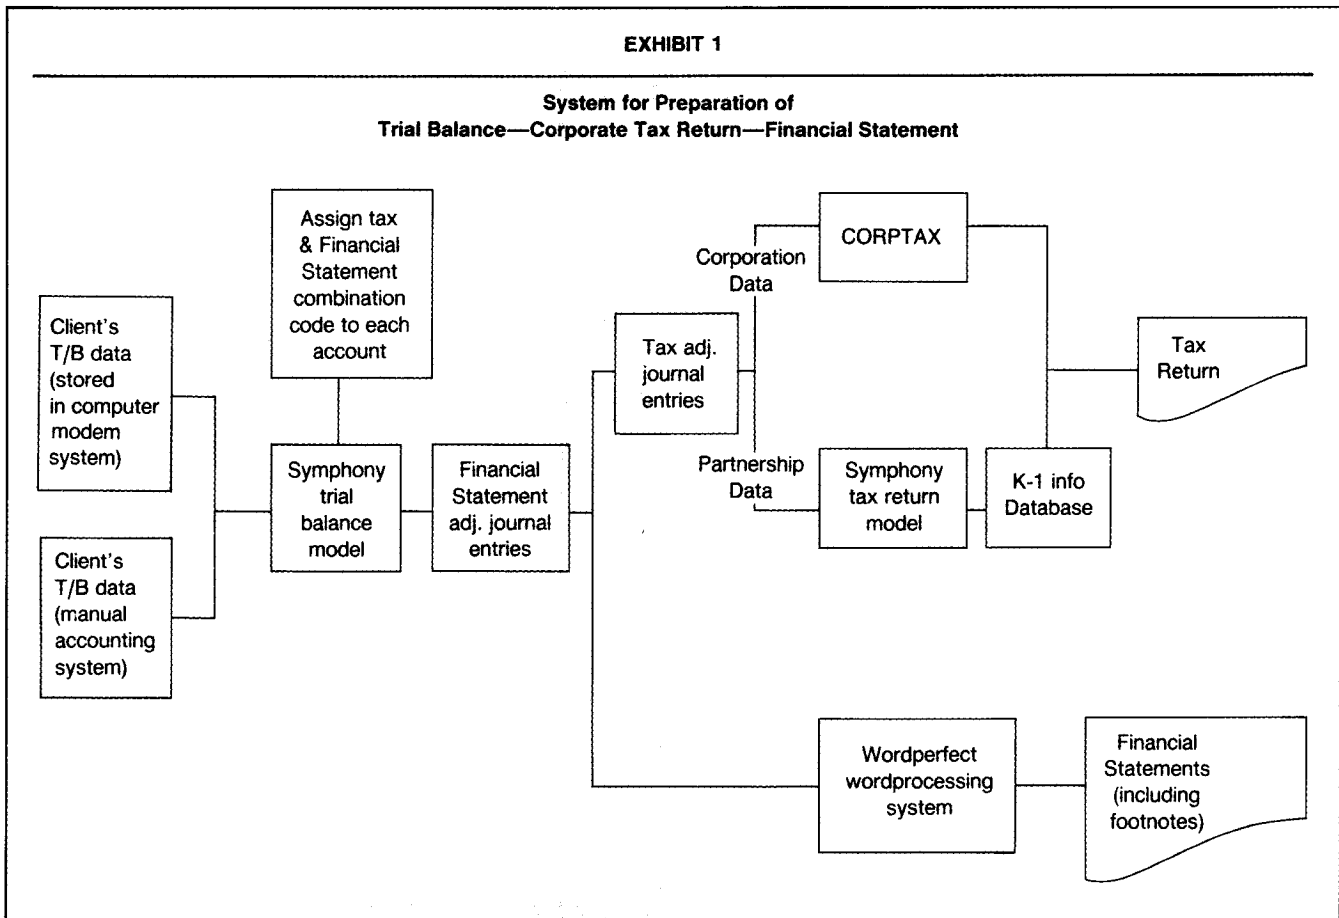 EXHIBIT 1
System for Preparation of
Trial Balance—Corporate Tax Return—Financial Statement
Assign tax
& Financial
Statement
combination
code to each
account
Client's
T/B data
(stored
in computer
modem
system)
Client's
T/B data
(manual
accounting
system)
Symphony
trial
balance
model
Financial
Statement
adj. journal
entries
Tax adj.
journal
entries
Corporation
Data
Partnership
Data
CORPTAX
Symphony
tax return
model
K-1 info
Database
Tax
Return
Wordperfect
wordprocessing
system
Financial
Statements
(including
footnotes)